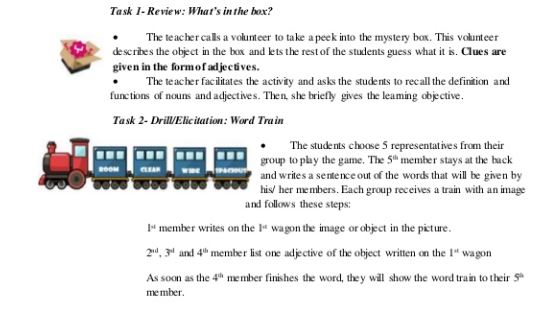 Task 1- Review: What's in the box?
• The teacher calls a volunteer to take a peek into the mystery box. This volunteer
describes the object in the box and lets the rest of the students guess what it is. Clues are
given in the form of adjectives.
• The teacher facilitates the activity and asks the students to recall the definition and
functions of nouns and adjectives. Then, she briefly gives the learning objective.
Task 2- Drill/Elicitation: Word Train
• The students choose 5 representatives from their
group to play the game. The 5th member stays at the back
and writes a sentence out of the words that will be given by
his/ her members. Each group receives a train with an image
and follows these steps:
ROOM CLEAN WIDE SPACIOUS
1st member writes on the 1st wagon the image or object in the picture.
2nd, 3rd and 4th member list one adjective of the object written on the 1st wagon
As soon as the 4th member finishes the word, they will show the word train to their 5th
member.